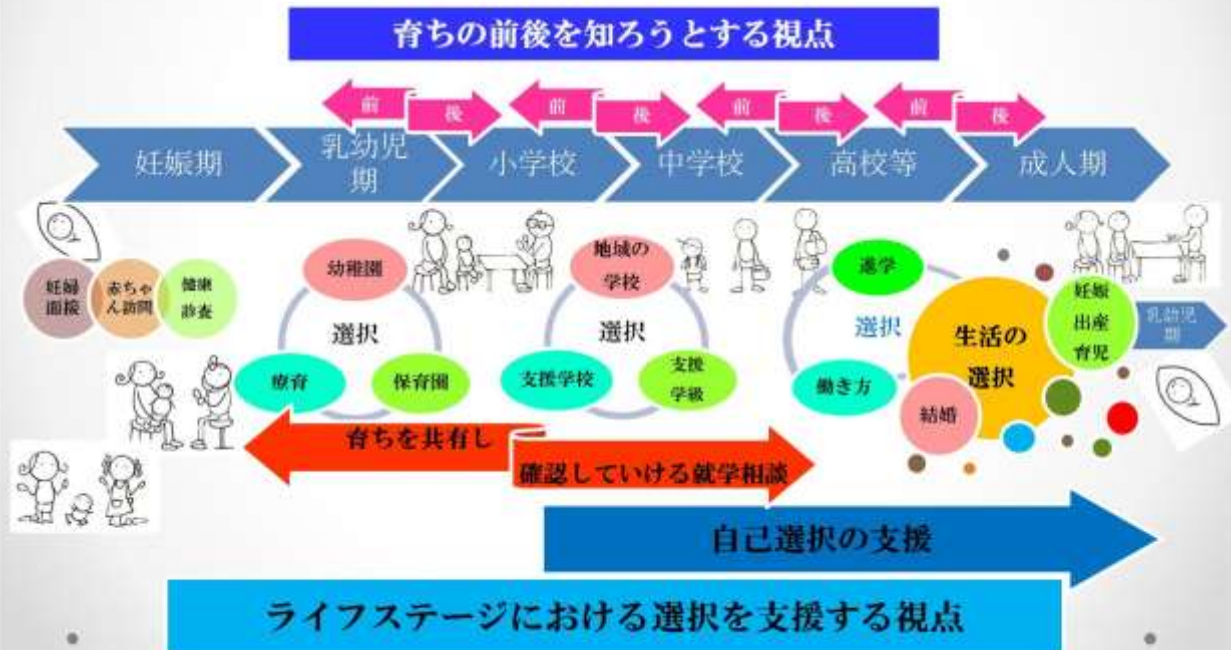 育ちの前後を知ろうとする視点
前
後
前
後
前
後
前
後
妊娠期
乳幼児
期
小学校
中学校
高校等
成人期
妊婦
面接
赤ちゃ
ん訪問
健康
診査
幼稚園
選択
療育
保育園
地域の
学校
選択
支援学校
支援
学級
進学
選択
働き方
生活の
選択
結婚
妊娠
出産
育児
乳幼児
期
育ちを共有し
確認していける就学相談
自己選択の支援
ライフステージにおける選択を支援する視点